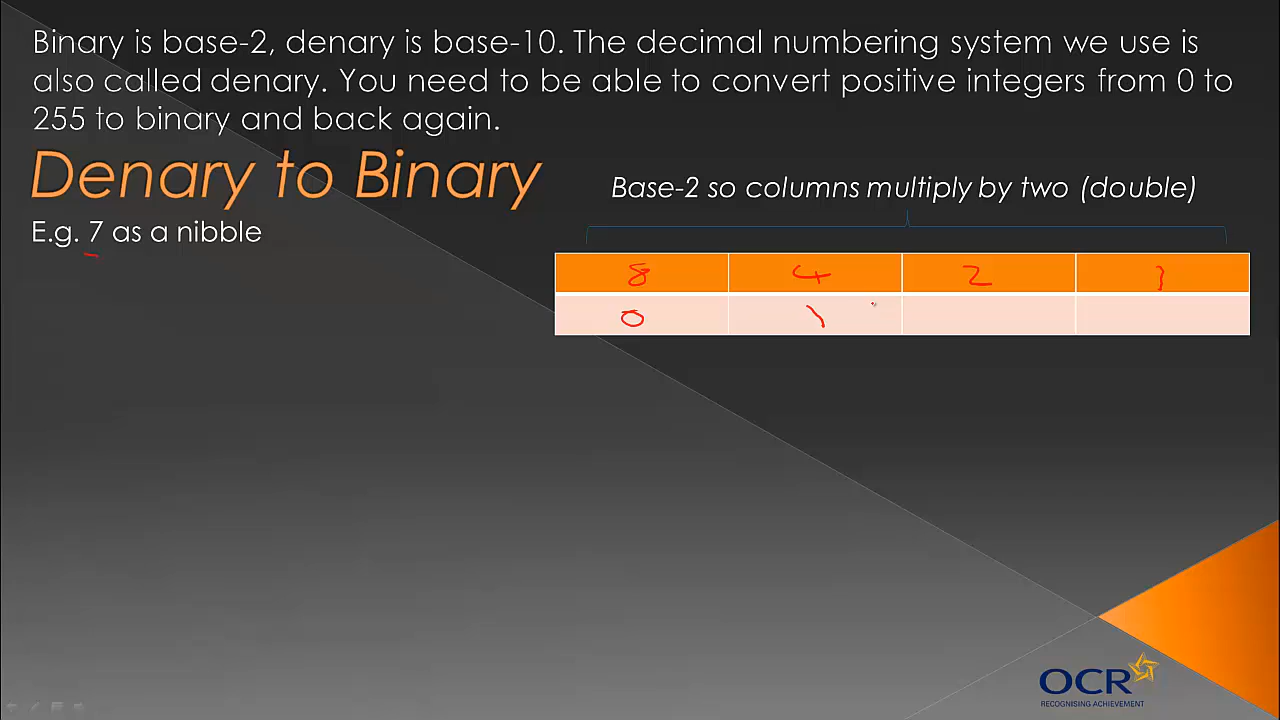 Binary is base-2, denary is base-10. The decimal numbering system we use is
also called denary. You need to be able to convert positive integers from 0 to
255 to binary and back again.
Denary to Binary
Base-2 so columns multiply by two (double)
E.g. 7 as a nibble
8 4 2 1
0 1
OCR
RECOGNISING ACHIEVEMENT